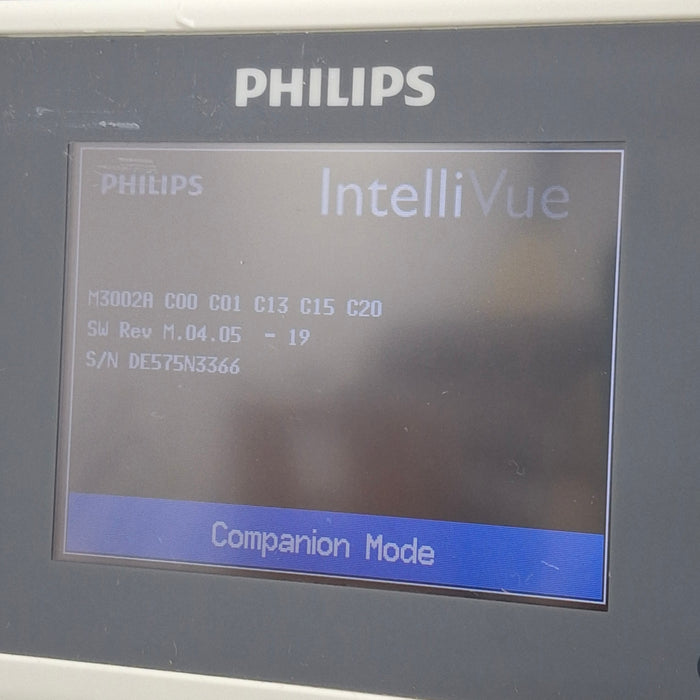 PHILIPS
PHILIPS IntelliVue
M3002A C00 C01 C13 C15 C20
SW Rev M.04.05 - 19
S/N DE575N3366
Companion Mode